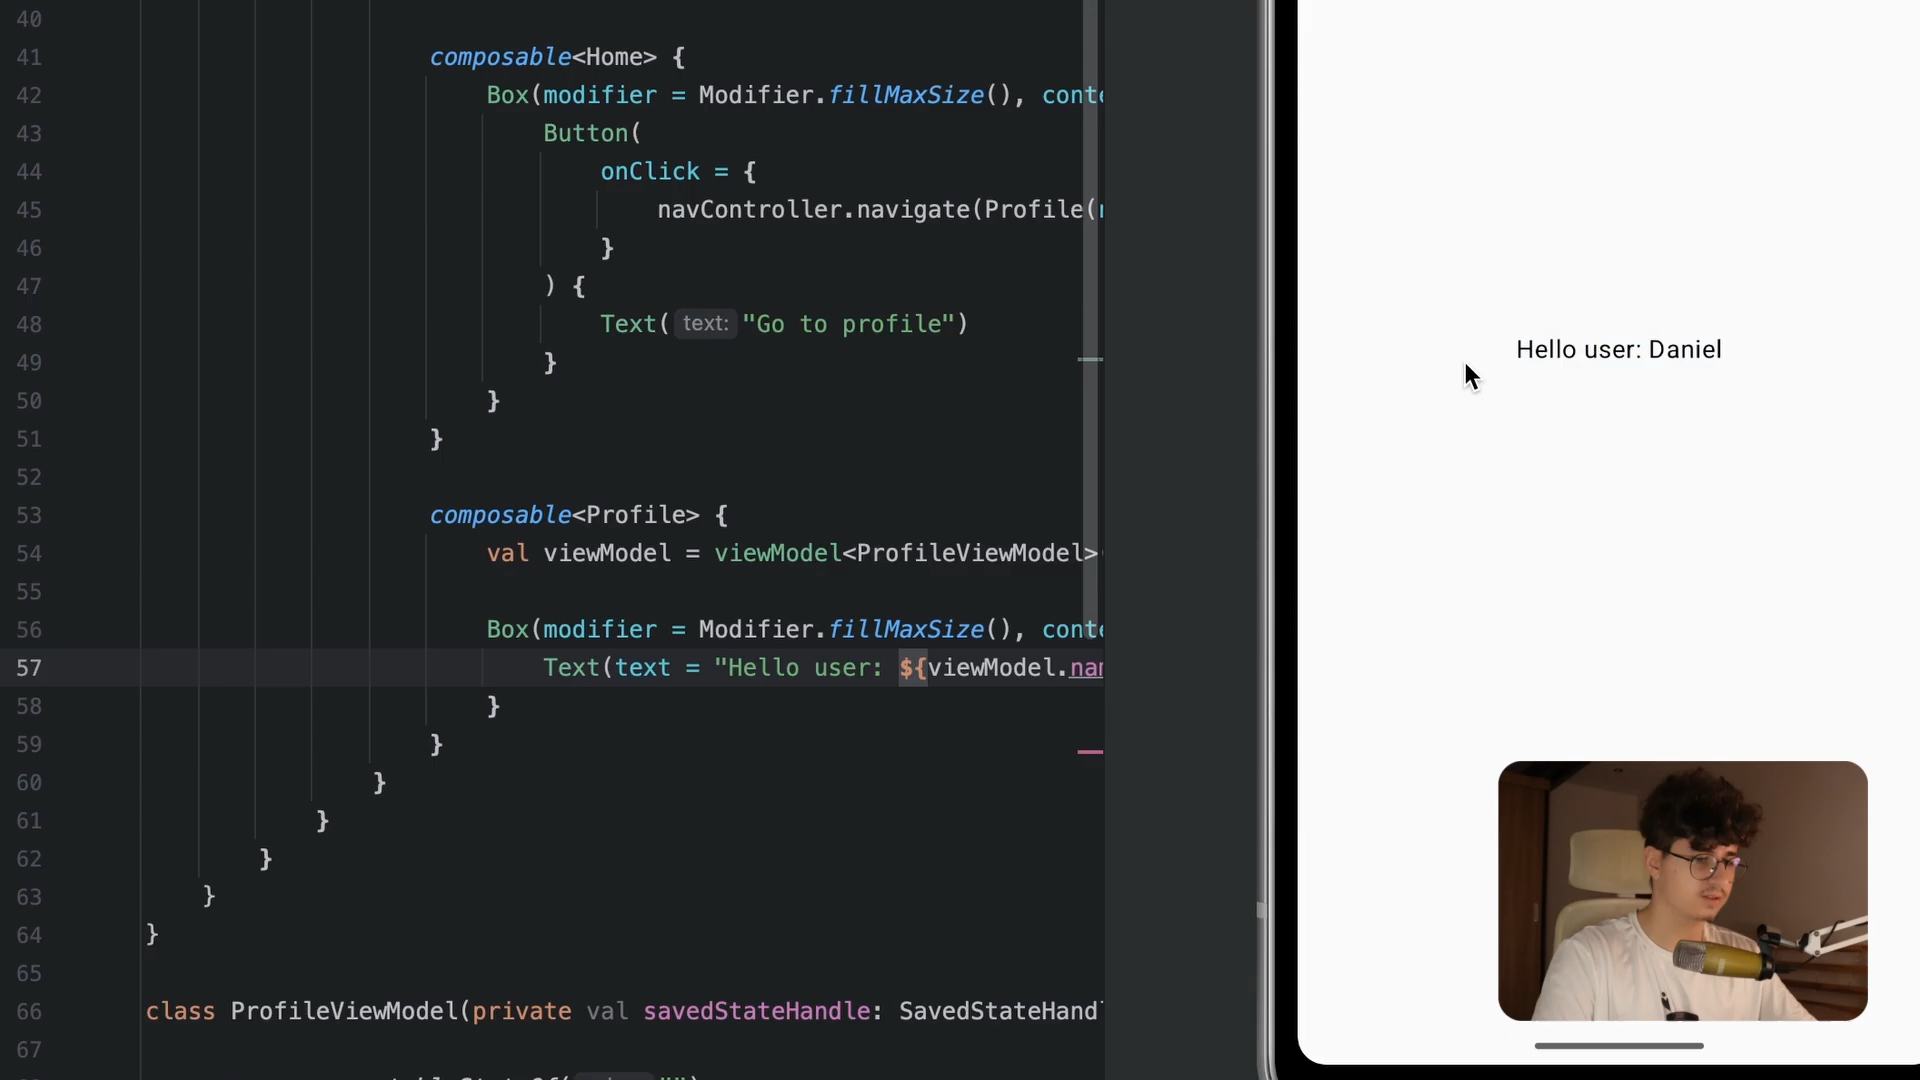 40
41 composable<Home> {
42 Box(modifier = Modifier.fillMaxSize(),
43 Button(
44 onClick = {
45 navController.navigate(Profile(
46 }
47 ) {
48 Text( text: "Go to profile")
49 }
50 }
51 }
52
53 composable<Profile> {
54 val viewModel = viewModel<ProfileViewModel>
55
56 Box(modifier = Modifier.fillMaxSize(),
57 Text(text = "Hello user: ${viewModel.
58 }
59 }
60 }
61 }
62 }
63 }
64 }
65
66 class ProfileViewModel(private val savedStateHandle: SavedStateHand
67
Hello user: Daniel